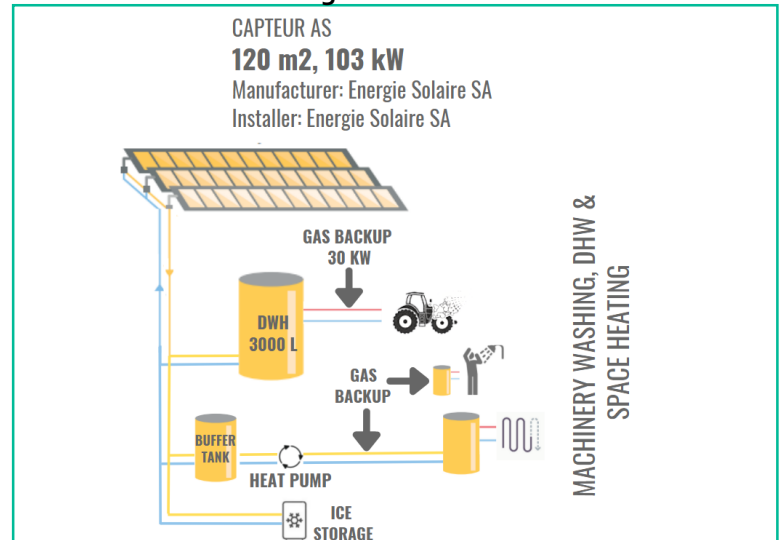 CAPTEUR AS
120 m2, 103 kW
Manufacturer: Energie Solaire SA
Installer: Energie Solaire SA
GAS BACKUP
30 KW
DWH
3000 L
GAS
BACKUP
BUFFER
TANK
HEAT PUMP
ICE
STORAGE
MACHINERY WASHING, DHW &
SPACE HEATING